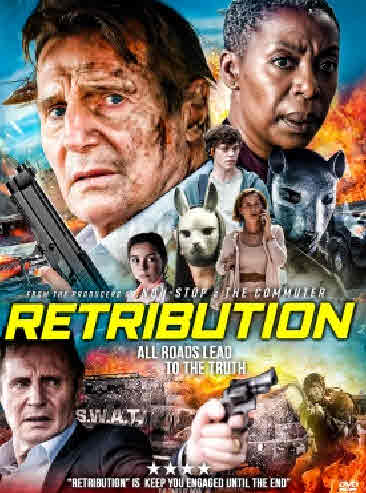 FROM THE PRODUCERS OF NON-STOP & THE COMMUTER
RETRIBUTION
ALL ROADS LEAD
TO THE TRUTH
S.W.A.T.
"RETRIBUTION" IS KEEP YOU ENGAGED UNTIL THE END"
DVD